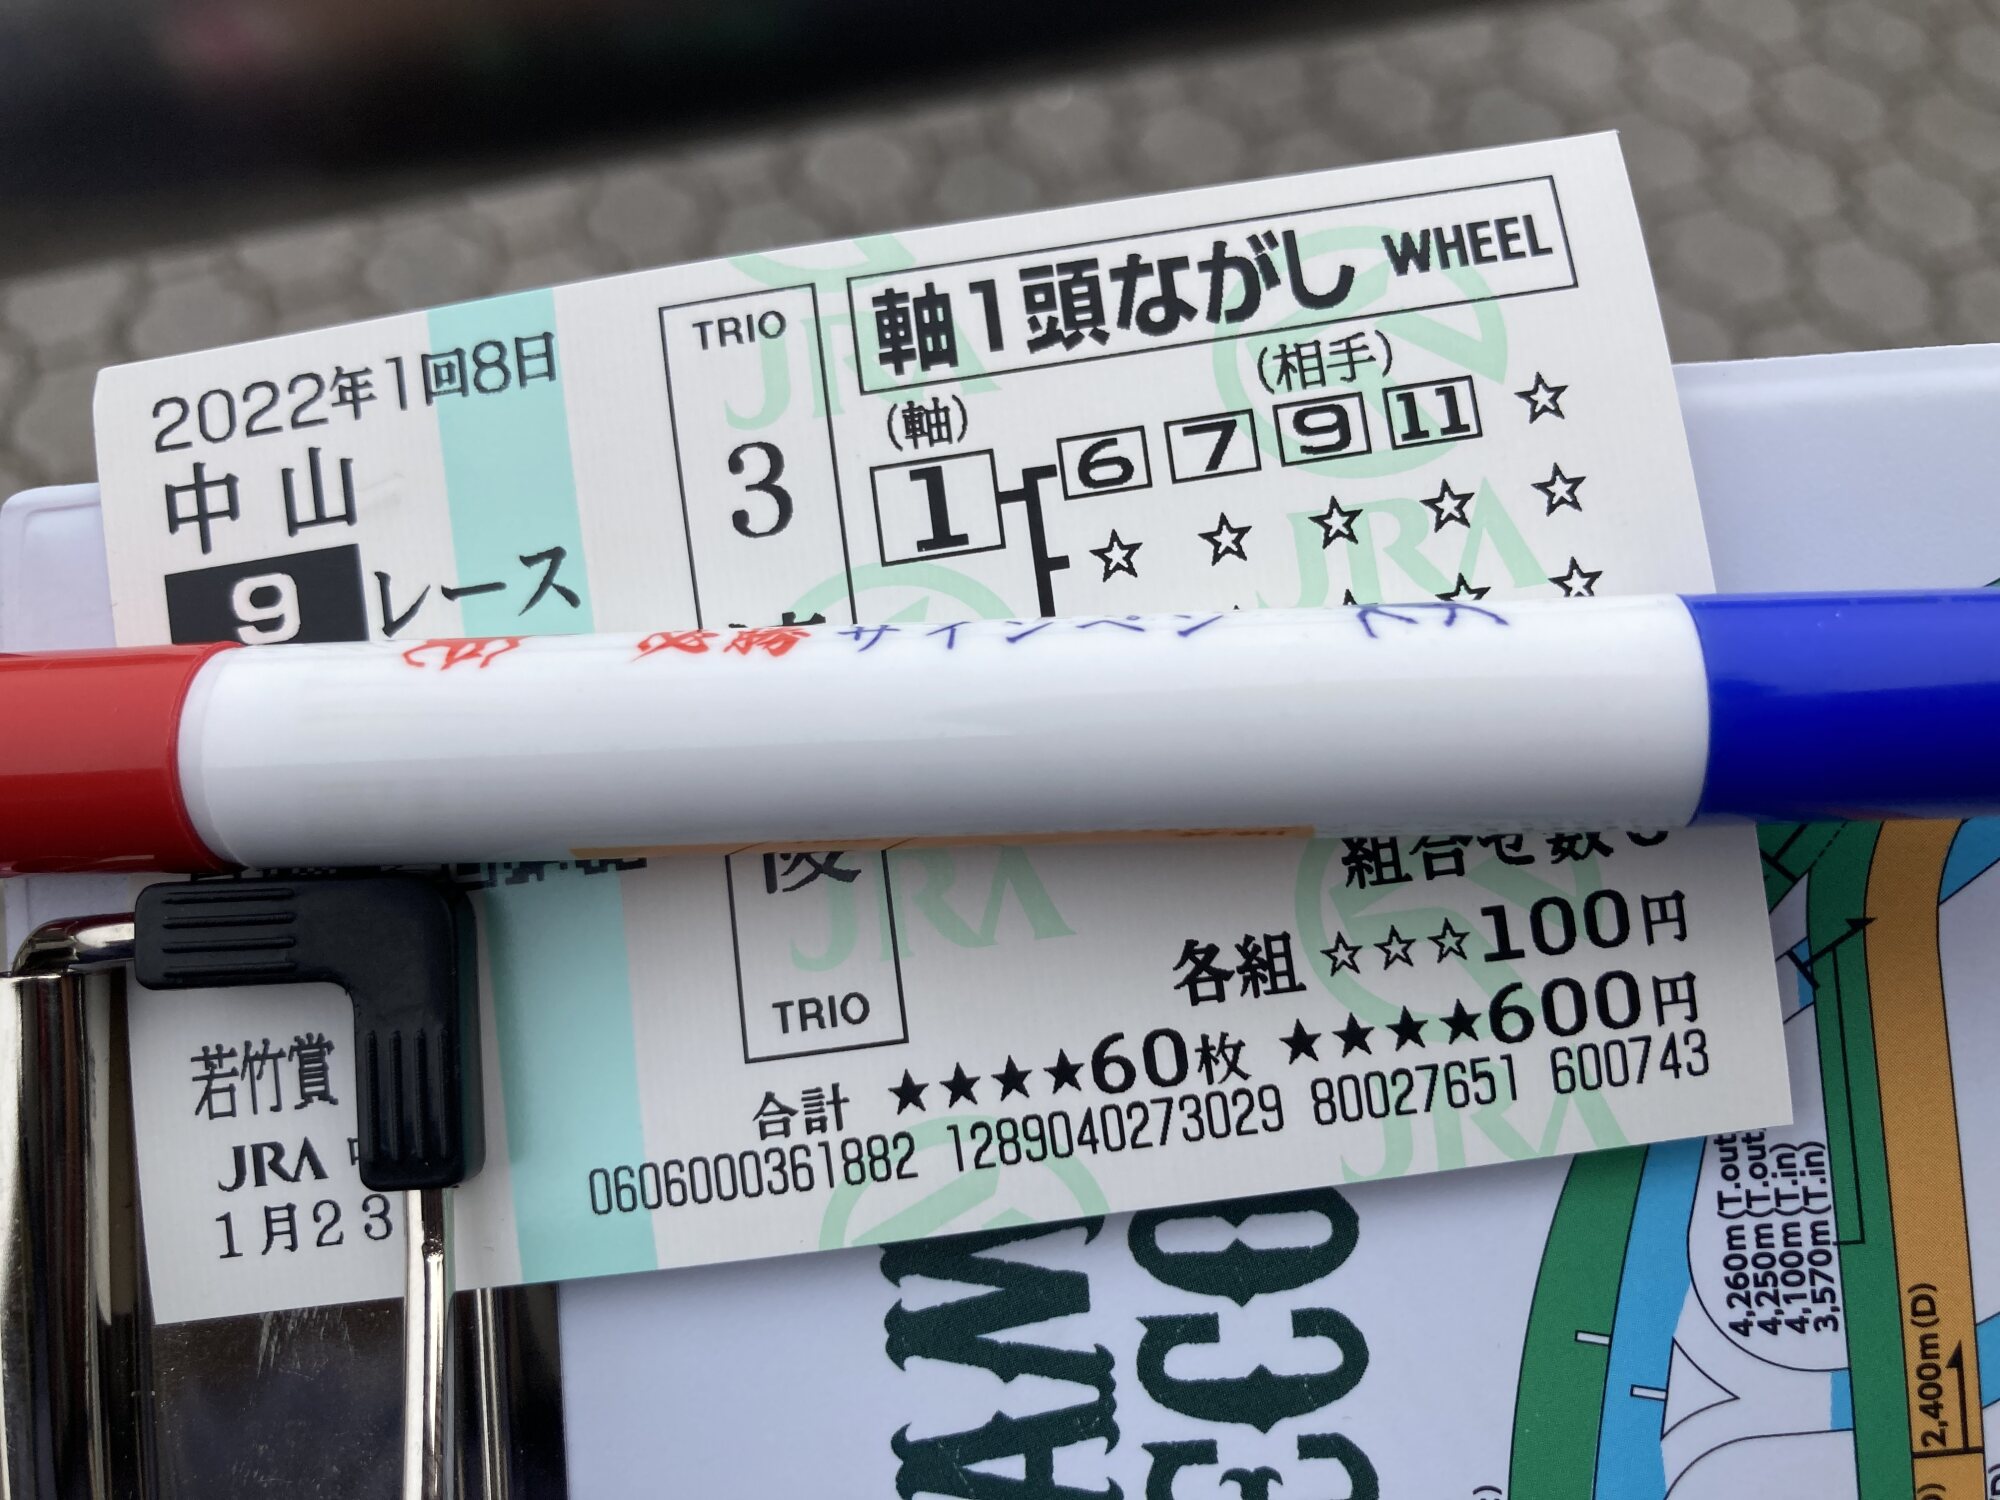 2022年1回8日
中山
9レース
TRIO
3
複
TRIO
軸1頭ながし WHEEL
(軸) (相手)
1 6 7 9 11 ☆
☆ ☆ ☆ ☆ ☆
必勝サインペン
組合せ数
各組 ☆☆☆100円
合計 ★★★★60枚 ★★★★600円
0606000361882 1289040273029 80027651 600743
若竹賞
JRA
1月23
4,260m(T.out
4,250m(T.out
4,100m(T.in)
3,570m(T.in)
2,400m(D)